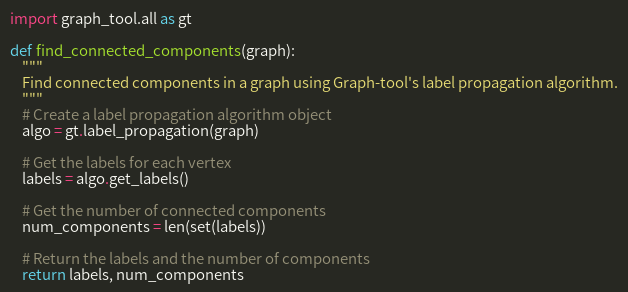 import graph_tool.all as gt
def find_connected_components(graph):
"""
Find connected components in a graph using Graph-tool's label propagation algorithm.
"""
# Create a label propagation algorithm object
algo = gt.label_propagation(graph)
# Get the labels for each vertex
labels = algo.get_labels()
# Get the number of connected components
num_components = len(set(labels))
# Return the labels and the number of components
return labels, num_components